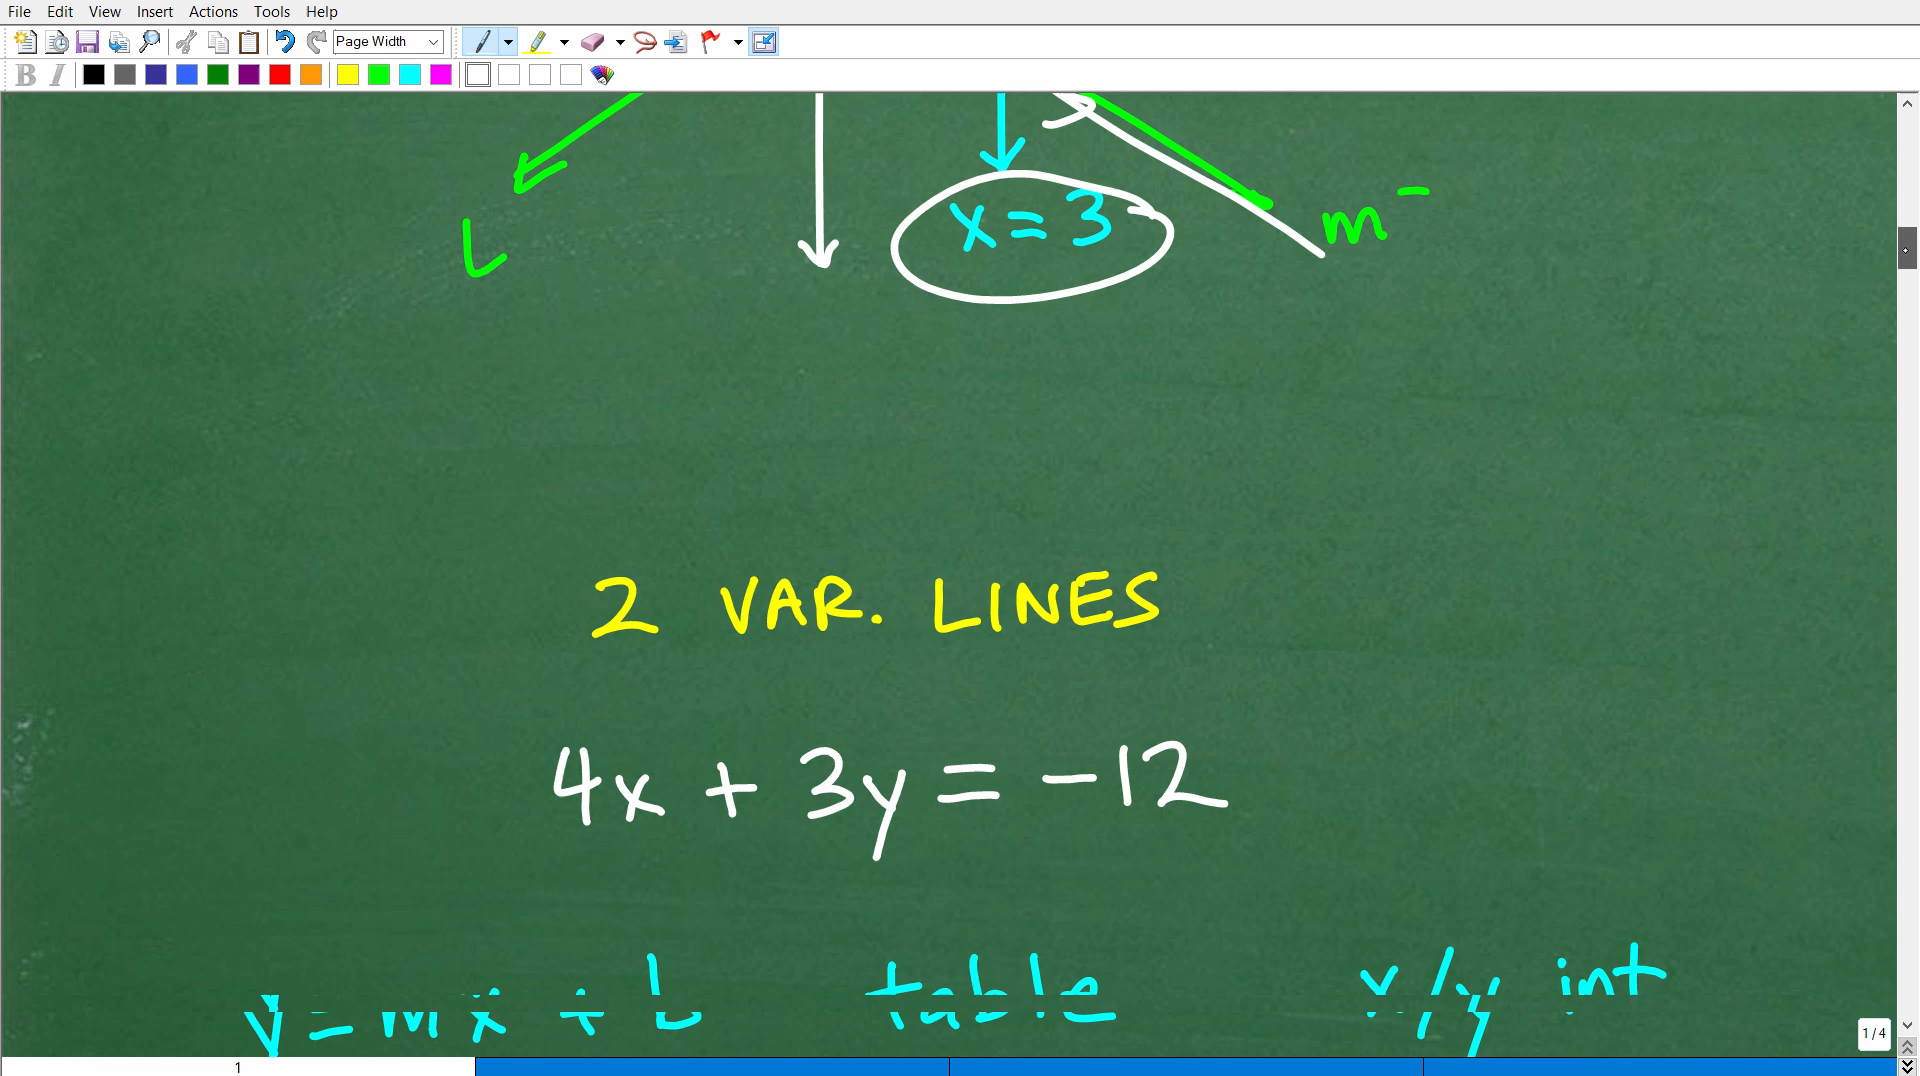 File Edit View Insert Actions Tools Help
Page Width
B I
L
x = 3
m -
2 VAR. LINES
4x + 3y = -12
y = mx + b table x/y int
1 / 4
1